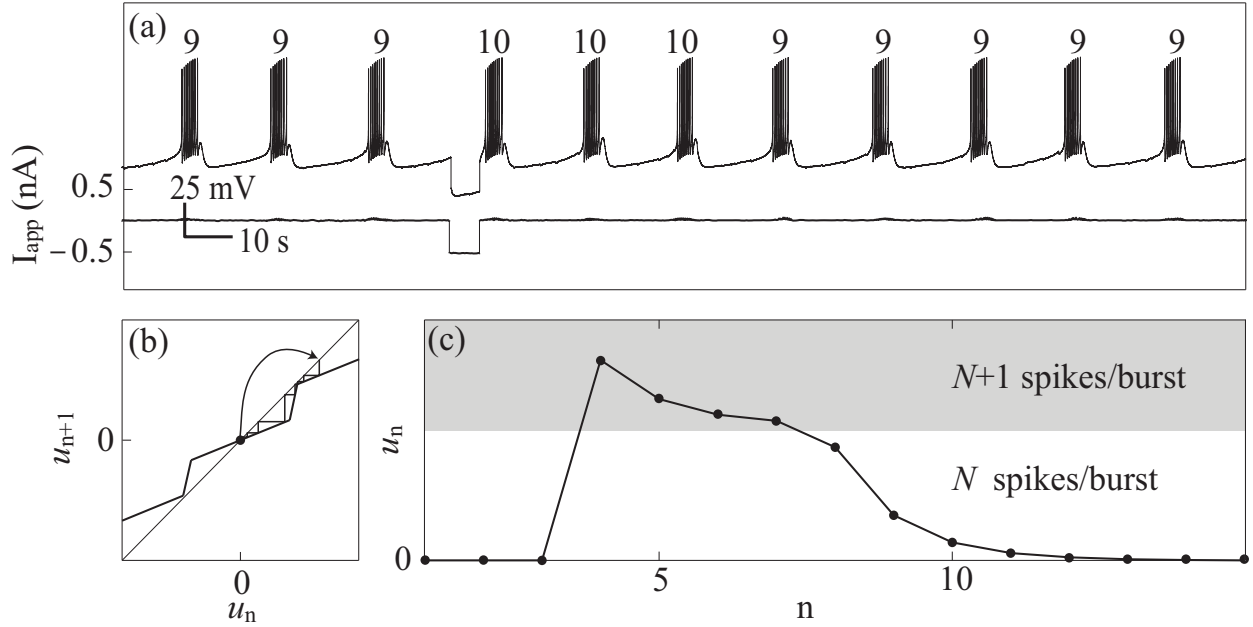 (a)
9 9 9 10 10 10 9 9 9 9 9
I_app (nA)
0.5
−0.5
25 mV
10 s
(b)
u_n+1
0
0
u_n
(c)
u_n
0
N+1 spikes/burst
N spikes/burst
5 10
n